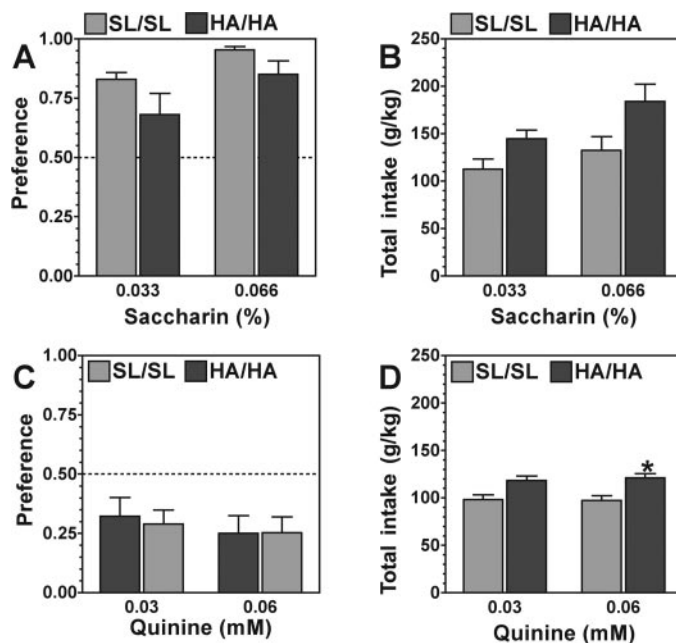 A
SL/SL HA/HA
Preference
1.00
0.75
0.50
0.25
0.00
0.033 0.066
Saccharin (%)
B
SL/SL HA/HA
Total intake (g/kg)
250
200
150
100
50
0
0.033 0.066
Saccharin (%)
C
SL/SL HA/HA
Preference
1.00
0.75
0.50
0.25
0.00
0.03 0.06
Quinine (mM)
D
SL/SL HA/HA
Total intake (g/kg)
250
200
150
100
50
0
*
0.03 0.06
Quinine (mM)